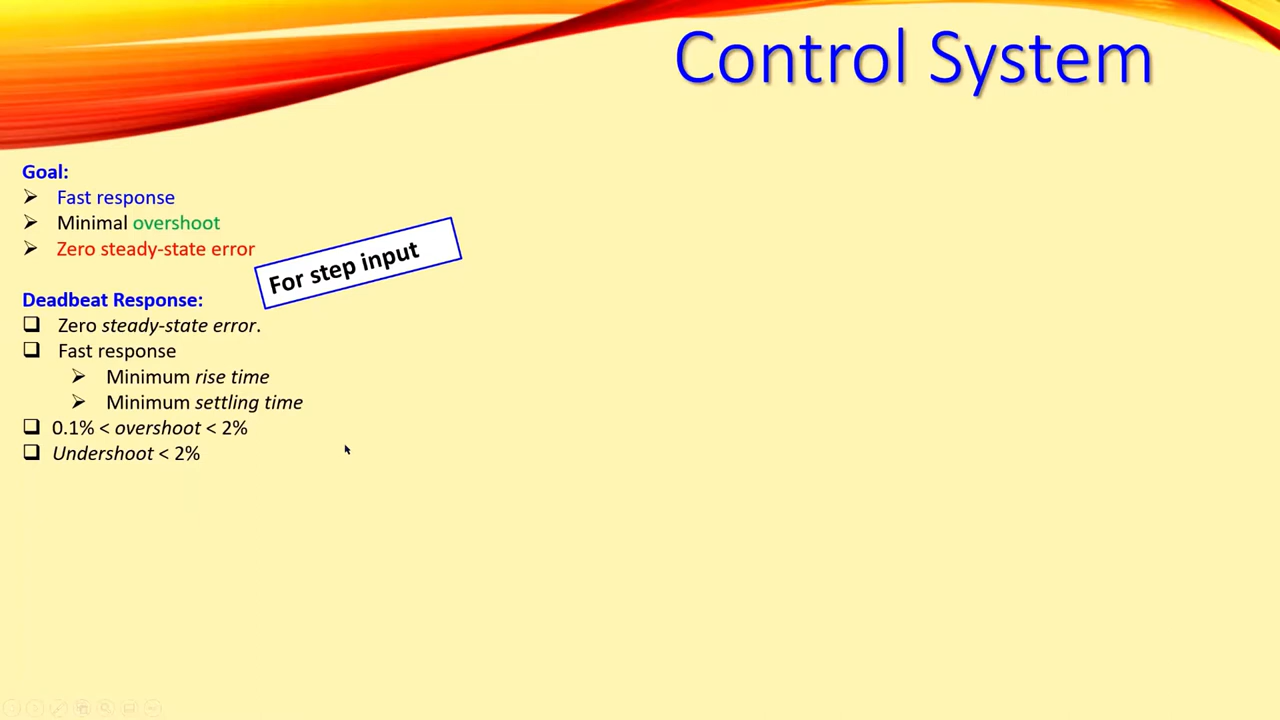 Control System
Goal:
Fast response
Minimal overshoot
Zero steady-state error
For step input
Deadbeat Response:
Zero steady-state error.
Fast response
Minimum rise time
Minimum settling time
0.1% < overshoot < 2%
Undershoot < 2%